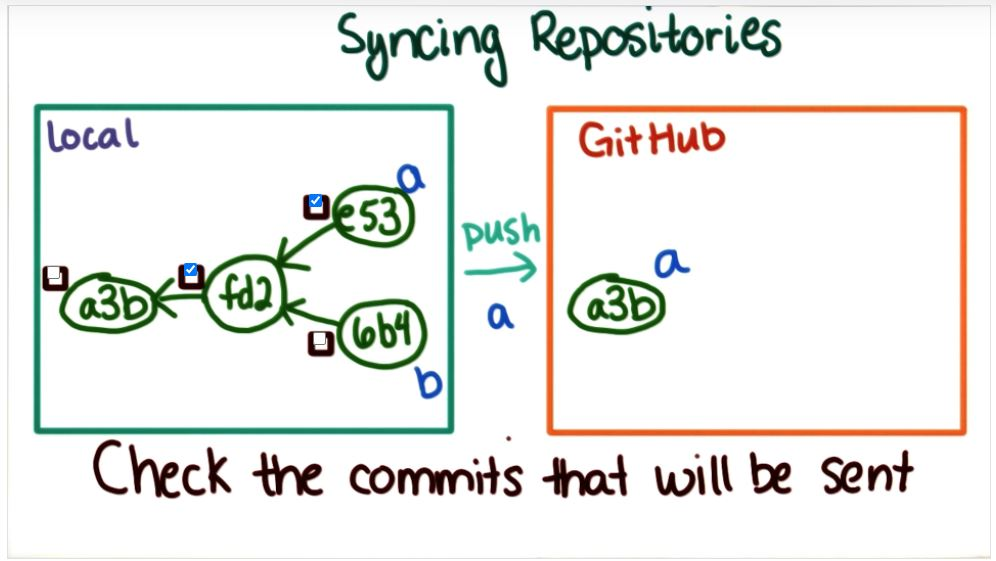 Syncing Repositories
local
GitHub
a
e53
push
a
a3b
fd2
a
a3b
6b4
b
Check the commits that will be sent